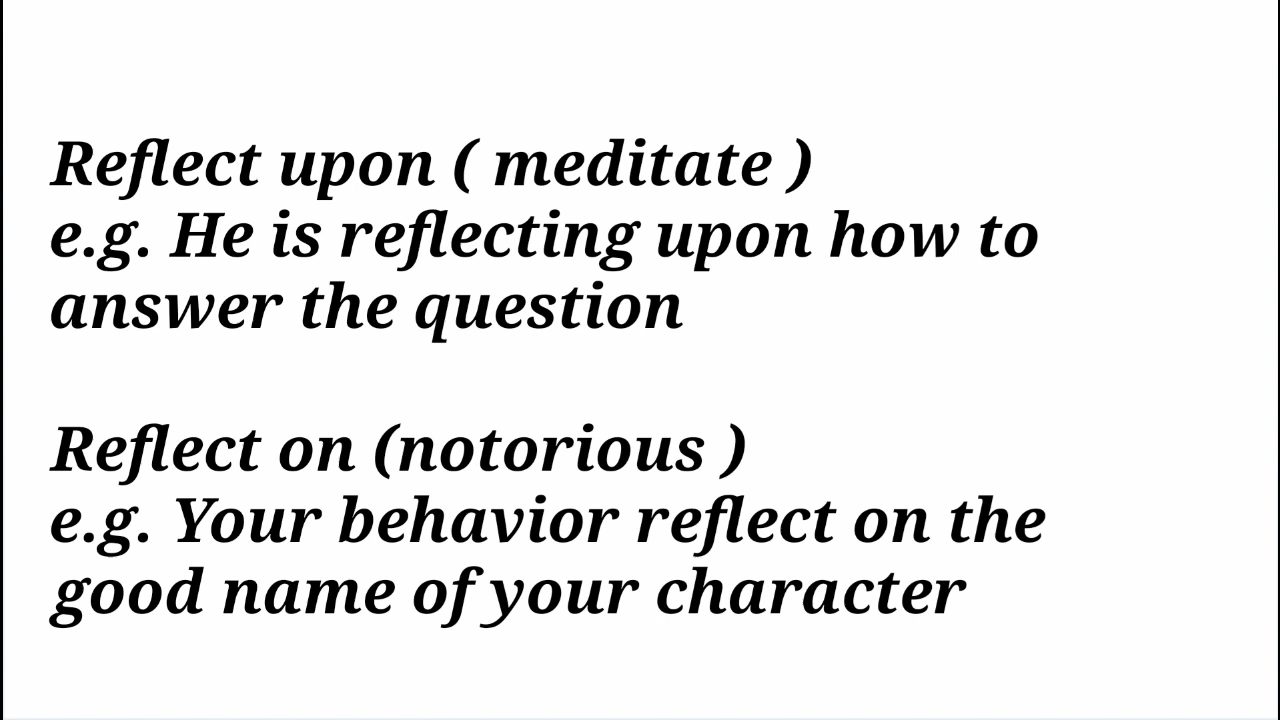 Reflect upon ( meditate )
e.g. He is reflecting upon how to
answer the question
Reflect on (notorious )
e.g. Your behavior reflect on the
good name of your character